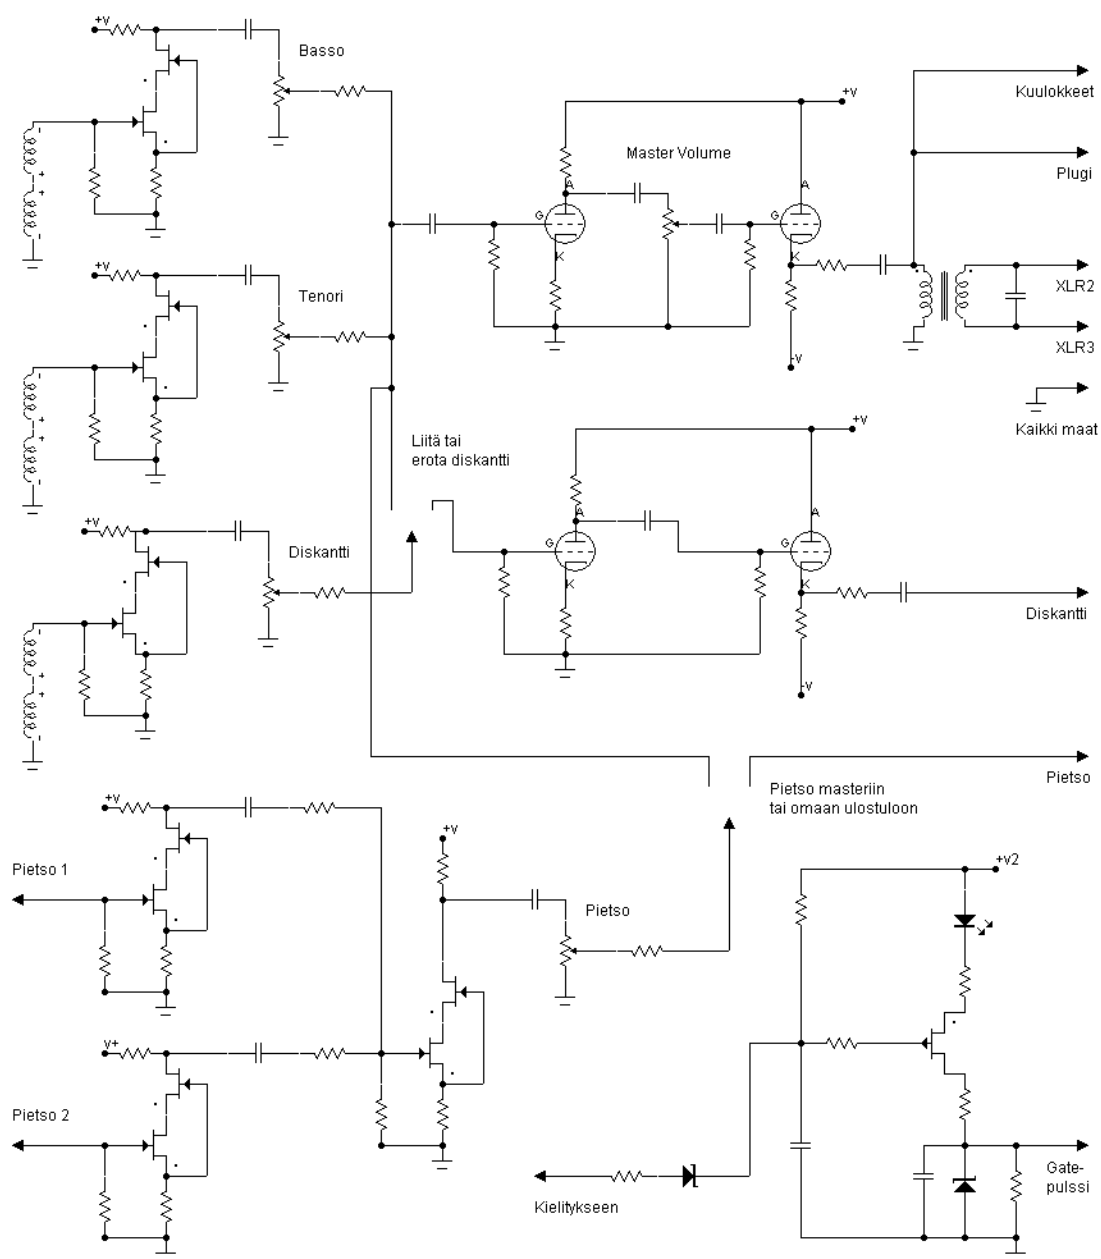 +v
Basso
+v
Kuulokkeet
Master Volume
Plugi
A
A
G
G
K
K
+v
Tenori
XLR2
XLR3
-v
Kaikki maat
Liitä tai
erota diskantti
+v
+v
Diskantti
A
A
G
G
K
K
Diskantti
-v
Pietso
Pietso masteriin
tai omaan ulostuloon
+v
+v
Pietso 1
+v2
Pietso
v+
Pietso 2
Kielitykseen
Gate-
pulssi